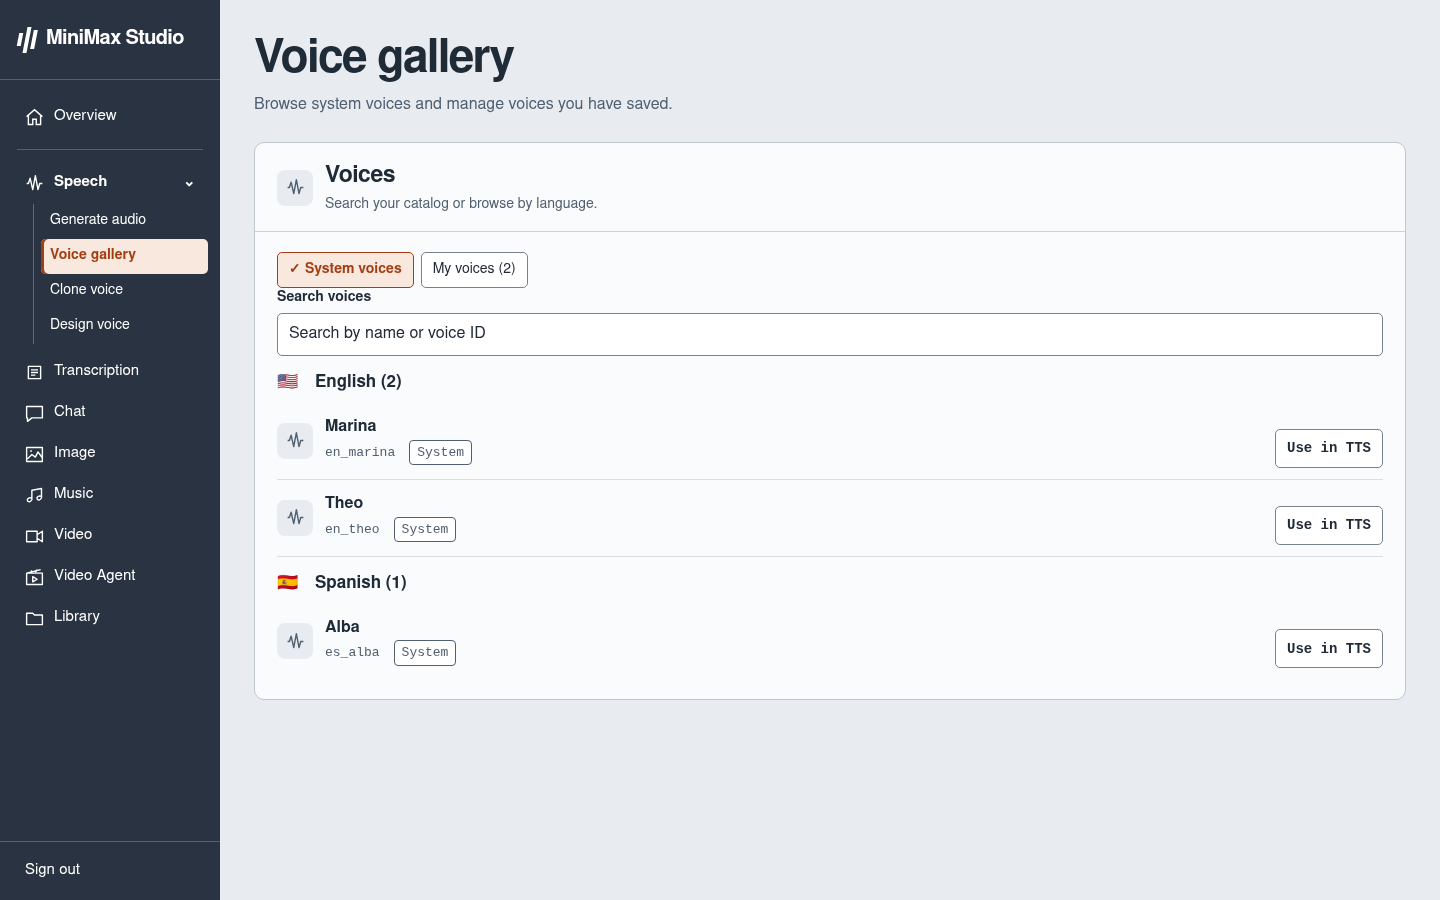 MiniMax Studio
Overview
Speech
Generate audio
Voice gallery
Clone voice
Design voice
Transcription
Chat
Image
Music
Video
Video Agent
Library
Sign out
Voice gallery
Browse system voices and manage voices you have saved.
Voices
Search your catalog or browse by language.
✓ System voices
My voices (2)
Search voices
Search by name or voice ID
🇺🇸 English (2)
Marina
en_marina System
Use in TTS
Theo
en_theo System
Use in TTS
🇪🇸 Spanish (1)
Alba
es_alba System
Use in TTS